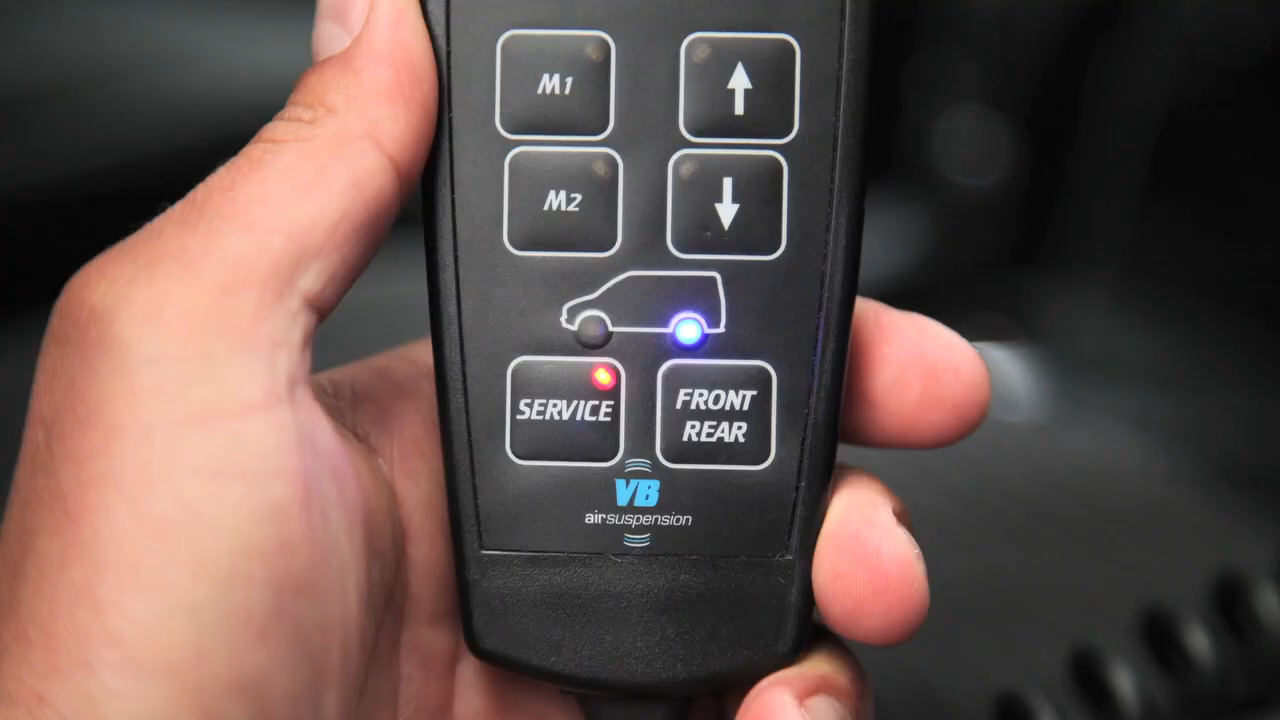 M1
M2
SERVICE
FRONT
REAR
VB
airsuspension